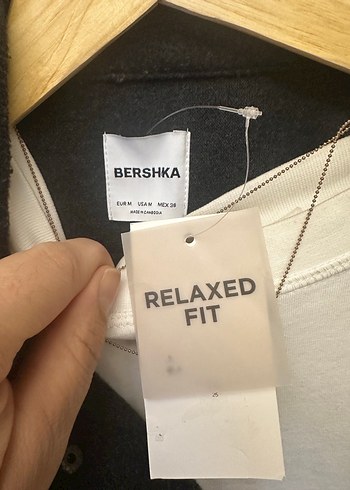 BERSHKA
EUR M USA M MEX 28
MADE IN CAMBODIA
RELAXED
FIT